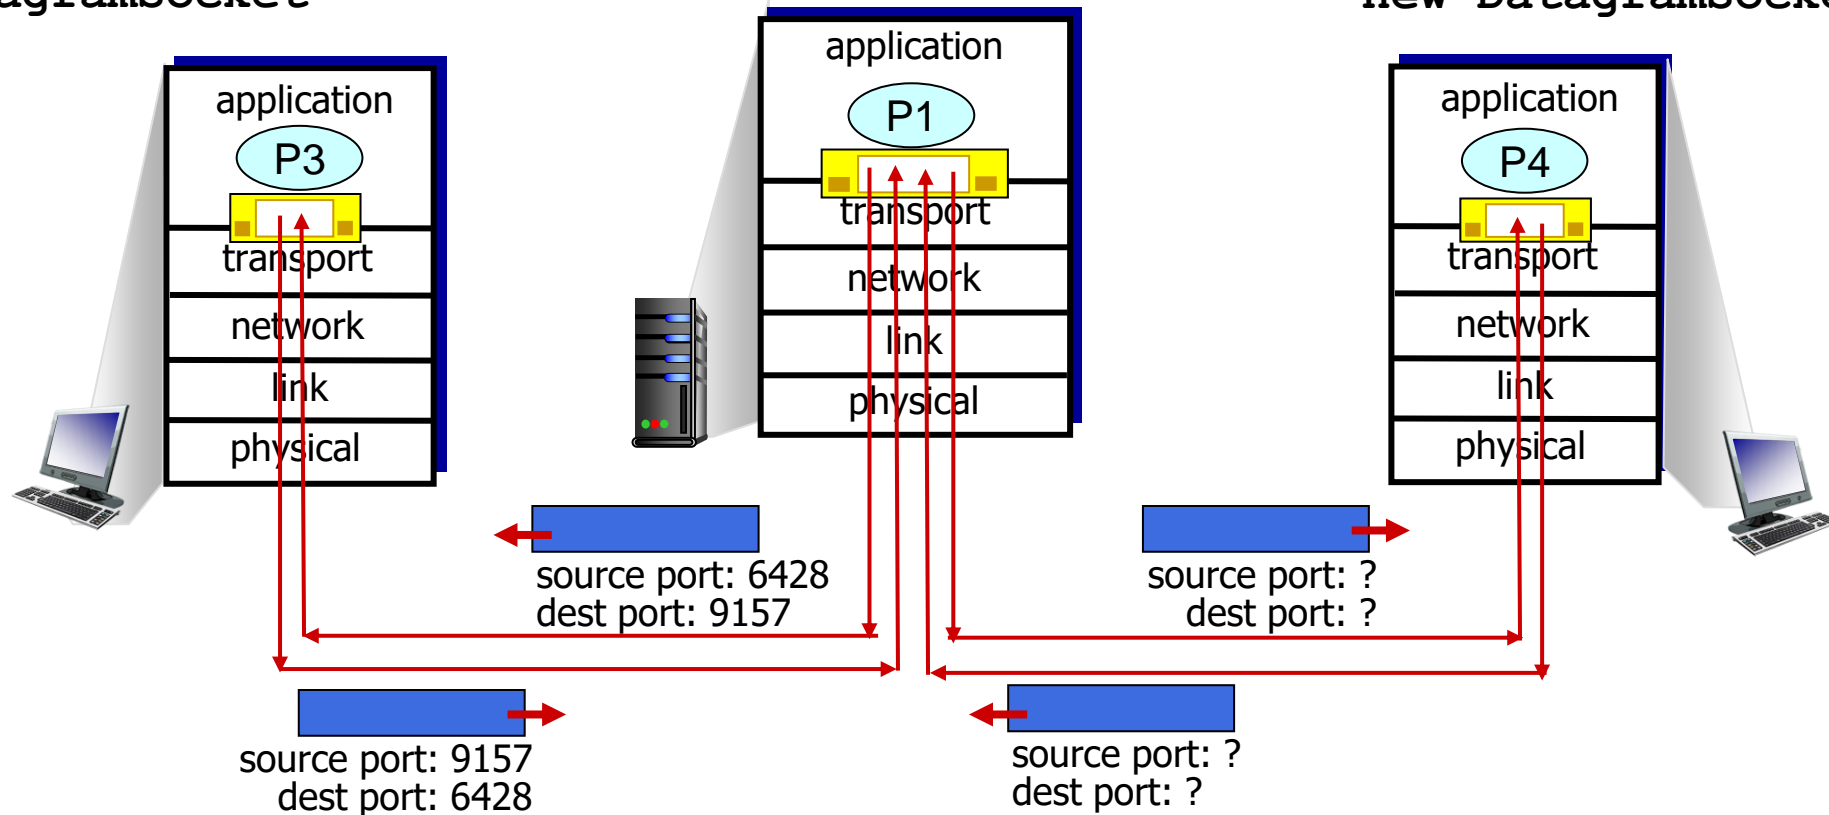 application
P3
transport
network
link
physical
application
P1
transport
network
link
physical
application
P4
transport
network
link
physical
source port: 6428
dest port: 9157
source port: ?
dest port: ?
source port: 9157
dest port: 6428
source port: ?
dest port: ?